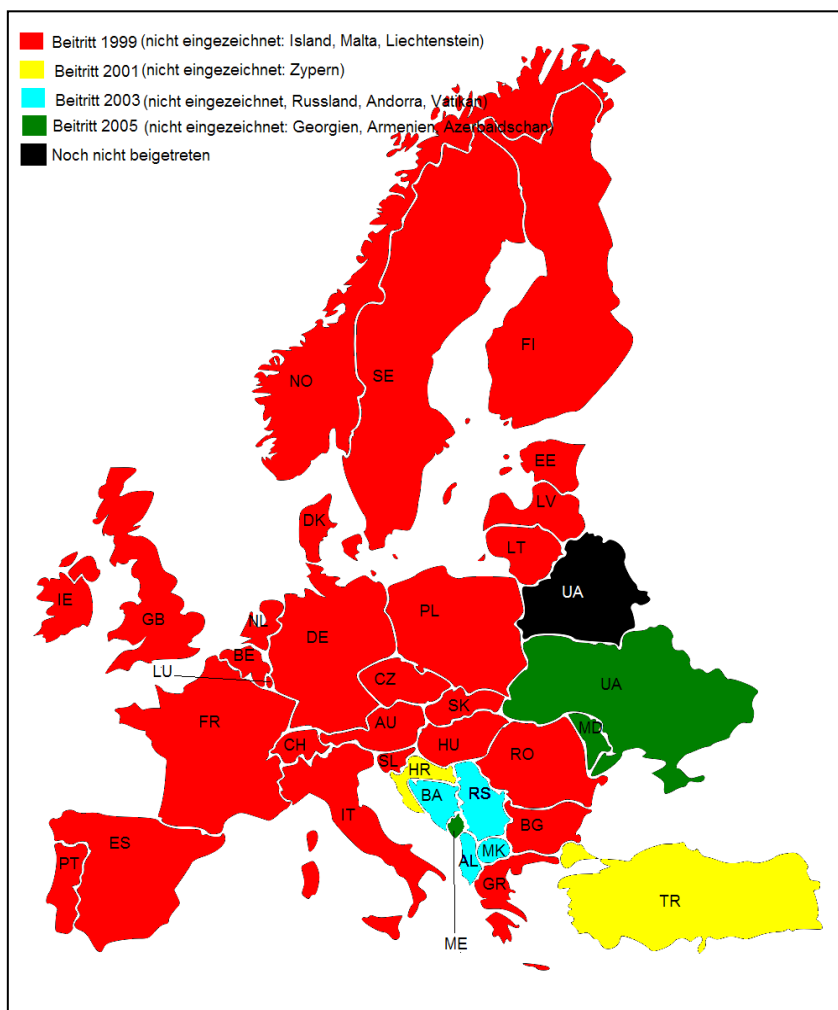 Beitritt 1999 (nicht eingezeichnet: Island, Malta, Liechtenstein)
Beitritt 2001 (nicht eingezeichnet: Zypern)
Beitritt 2003 (nicht eingezeichnet, Russland, Andorra, Vatikan)
Beitritt 2005 (nicht eingezeichnet: Georgien, Armenien, Azerbaidschan)
Noch nicht beigetreten
FI
NO
SE
EE
LV
DK
LT
UA
IE
GB
NL
PL
DE
BE
LU
CZ
UA
SK
FR
AU
MD
CH
HU
RO
SL
HR
BA
RS
IT
BG
ES
MK
PT
AL
GR
TR
ME